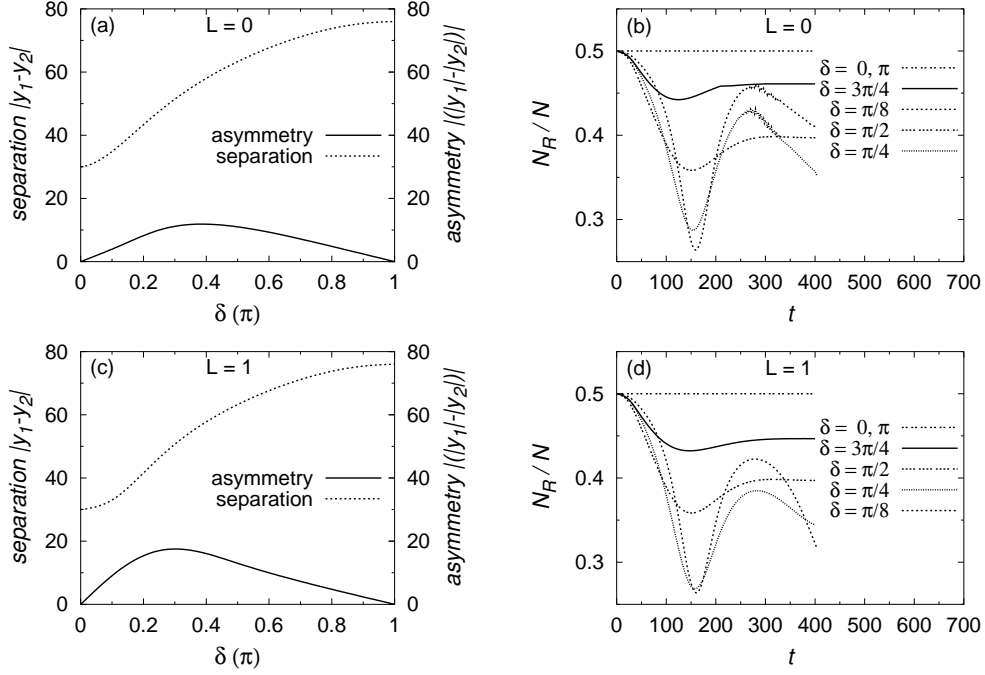 (a)
L = 0
separation |y1-y2|
80
60
40
20
0
asymmetry
separation
80
60
40
20
0
asymmetry |(|y1|-|y2|)|
0 0.2 0.4 0.6 0.8 1
δ (π)
(b)
L = 0
NR / N
0.5
0.4
0.3
δ = 0, π
δ = 3π/4
δ = π/8
δ = π/2
δ = π/4
0 100 200 300 400 500 600 700
t
(c)
L = 1
separation |y1-y2|
80
60
40
20
0
asymmetry
separation
80
60
40
20
0
asymmetry |(|y1|-|y2|)|
0 0.2 0.4 0.6 0.8 1
δ (π)
(d)
L = 1
NR / N
0.5
0.4
0.3
δ = 0, π
δ = 3π/4
δ = π/2
δ = π/4
δ = π/8
0 100 200 300 400 500 600 700
t